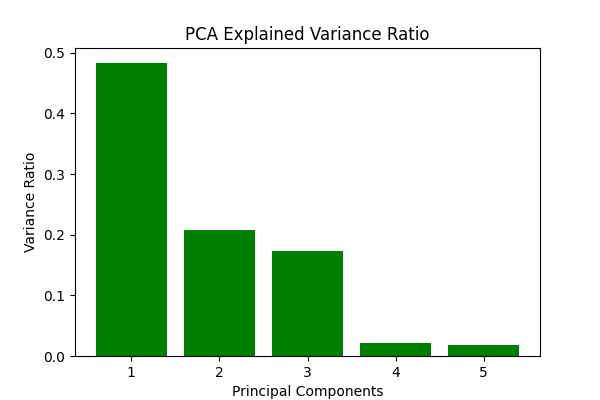 PCA Explained Variance Ratio
0.5
0.4
0.3
0.2
0.1
0.0
Variance Ratio
1 2 3 4 5
Principal Components